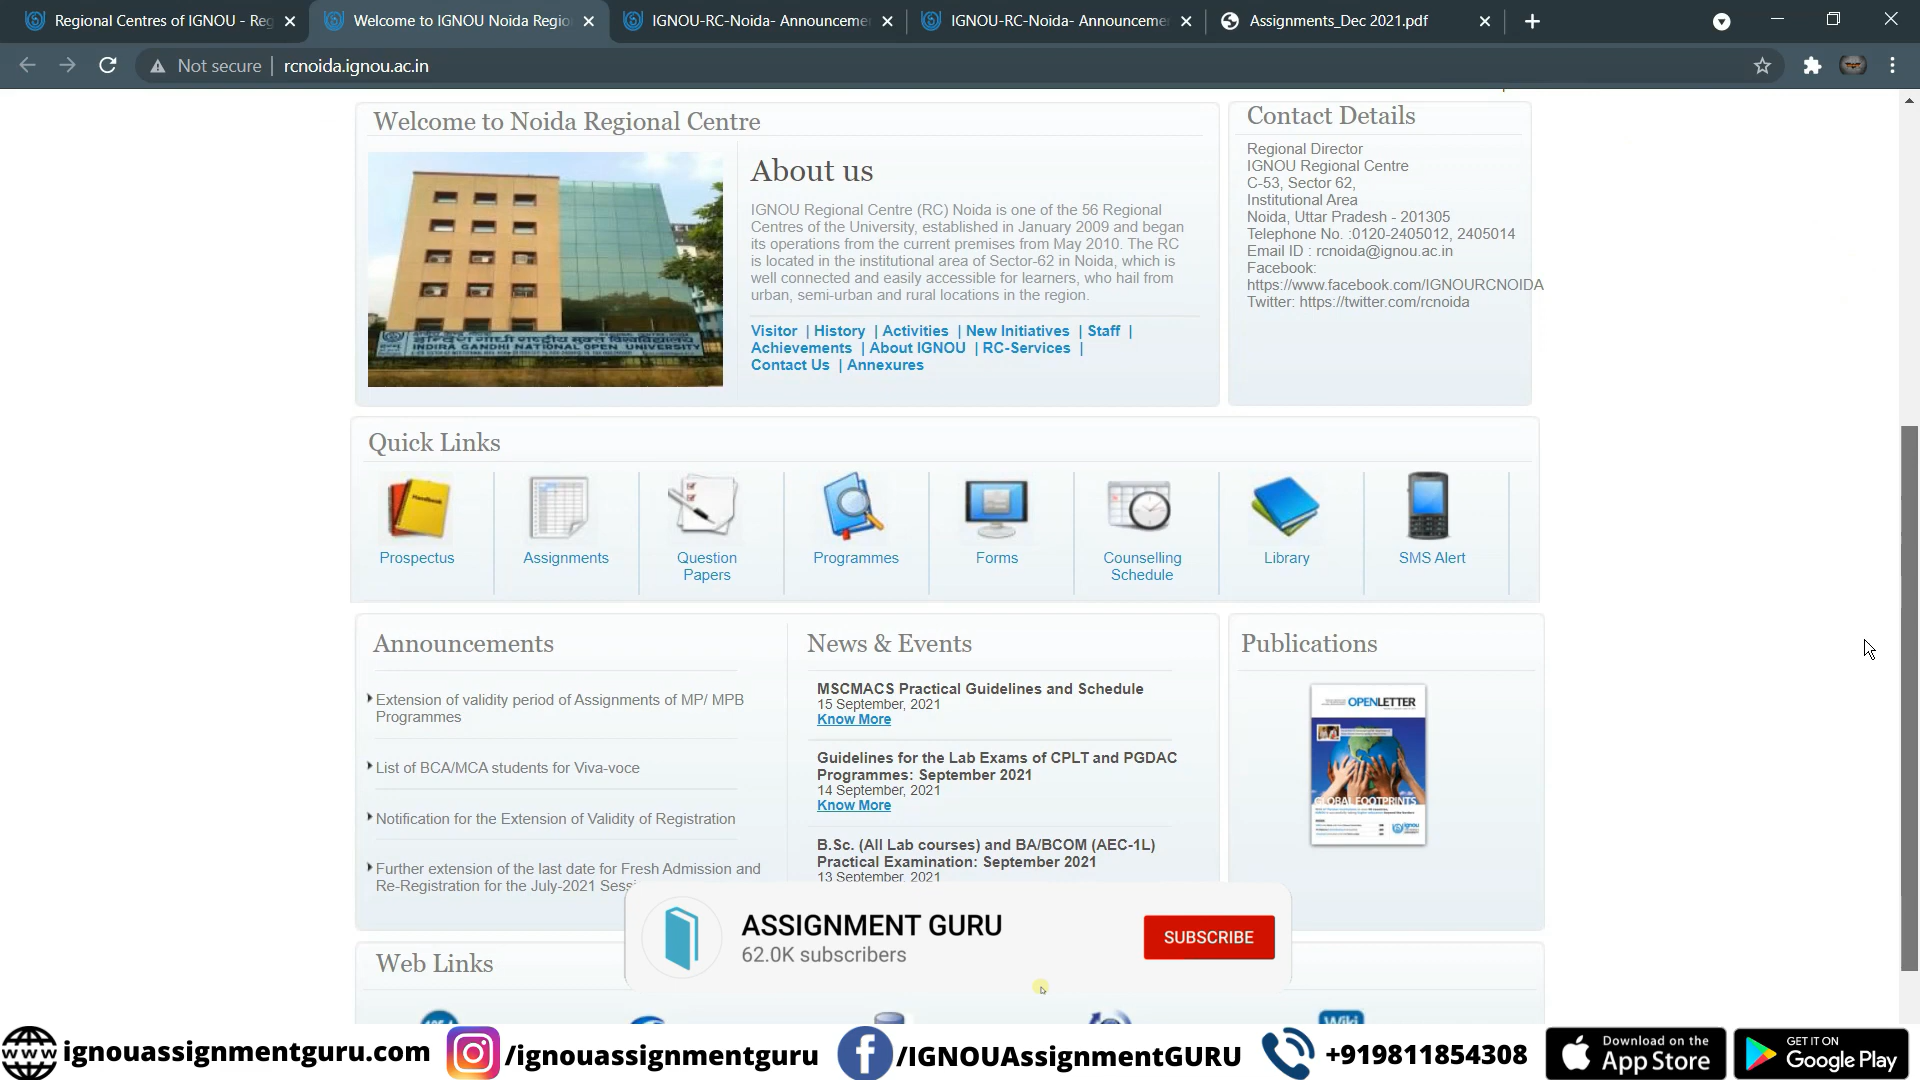 Regional Centres of IGNOU - Reg
Welcome to IGNOU Noida Regio
IGNOU-RC-Noida- Announceme
IGNOU-RC-Noida- Announcemen
Assignments_Dec 2021.pdf
Not secure
rcnoida.ignou.ac.in
Welcome to Noida Regional Centre
About us
IGNOU Regional Centre (RC) Noida is one of the 56 Regional
Centres of the University, established in January 2009 and began
its operations from the current premises from May 2010. The RC
is located in the institutional area of Sector-62 in Noida, which is
well connected and easily accessible for learners, who hail from
urban, semi-urban and rural locations in the region.
Visitor | History | Activities | New Initiatives | Staff |
Achievements | About IGNOU | RC-Services |
Contact Us | Annexures
INDIRA GANDHI NATIONAL OPEN UNIVERSITY
Contact Details
Regional Director
IGNOU Regional Centre
C-53, Sector 62,
Institutional Area
Noida, Uttar Pradesh - 201305
Telephone No. :0120-2405012, 2405014
Email ID : rcnoida@ignou.ac.in
Facebook:
https://www.facebook.com/IGNOURCNOIDA
Twitter: https://twitter.com/rcnoida
Quick Links
Handbook
Prospectus
Assignments
Question
Papers
Programmes
Forms
Counselling
Schedule
Library
SMS Alert
Announcements
Extension of validity period of Assignments of MP/ MPB
Programmes
List of BCA/MCA students for Viva-voce
Notification for the Extension of Validity of Registration
Further extension of the last date for Fresh Admission and
Re-Registration for the July-2021 Sess
News & Events
MSCMACS Practical Guidelines and Schedule
15 September, 2021
Know More
Guidelines for the Lab Exams of CPLT and PGDAC
Programmes: September 2021
14 September, 2021
Know More
B.Sc. (All Lab courses) and BA/BCOM (AEC-1L)
Practical Examination: September 2021
13 September, 2021
Publications
OPENLETTER
GLOBAL FOOTPRINTS
ignou
ASSIGNMENT GURU
62.0K subscribers
SUBSCRIBE
Web Links
Wiki
www
ignouassignmentguru.com
/ignouassignmentguru
/IGNOUAssignmentGURU
+919811854308
Download on the
App Store
GET IT ON
Google Play